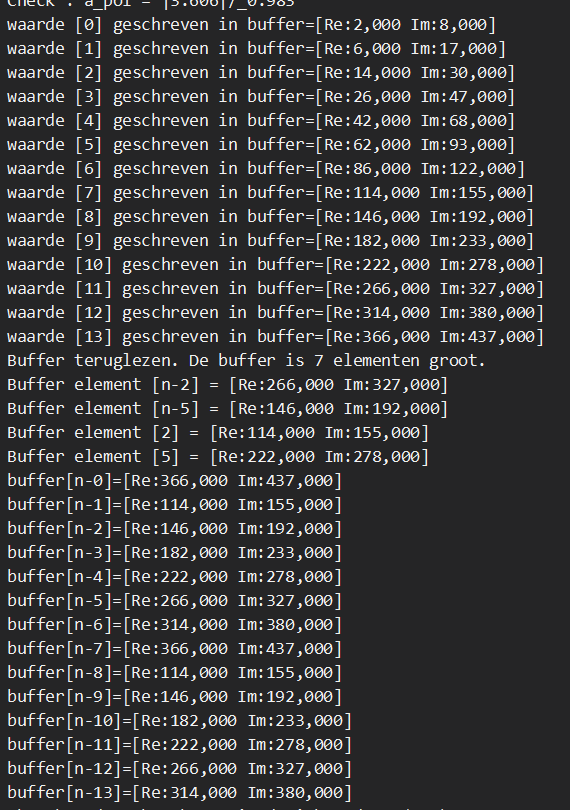 Check : a_pol = |3.606|/_0.983
waarde [0] geschreven in buffer=[Re:2,000 Im:8,000]
waarde [1] geschreven in buffer=[Re:6,000 Im:17,000]
waarde [2] geschreven in buffer=[Re:14,000 Im:30,000]
waarde [3] geschreven in buffer=[Re:26,000 Im:47,000]
waarde [4] geschreven in buffer=[Re:42,000 Im:68,000]
waarde [5] geschreven in buffer=[Re:62,000 Im:93,000]
waarde [6] geschreven in buffer=[Re:86,000 Im:122,000]
waarde [7] geschreven in buffer=[Re:114,000 Im:155,000]
waarde [8] geschreven in buffer=[Re:146,000 Im:192,000]
waarde [9] geschreven in buffer=[Re:182,000 Im:233,000]
waarde [10] geschreven in buffer=[Re:222,000 Im:278,000]
waarde [11] geschreven in buffer=[Re:266,000 Im:327,000]
waarde [12] geschreven in buffer=[Re:314,000 Im:380,000]
waarde [13] geschreven in buffer=[Re:366,000 Im:437,000]
Buffer teruglezen. De buffer is 7 elementen groot.
Buffer element [n-2] = [Re:266,000 Im:327,000]
Buffer element [n-5] = [Re:146,000 Im:192,000]
Buffer element [2] = [Re:114,000 Im:155,000]
Buffer element [5] = [Re:222,000 Im:278,000]
buffer[n-0]=[Re:366,000 Im:437,000]
buffer[n-1]=[Re:114,000 Im:155,000]
buffer[n-2]=[Re:146,000 Im:192,000]
buffer[n-3]=[Re:182,000 Im:233,000]
buffer[n-4]=[Re:222,000 Im:278,000]
buffer[n-5]=[Re:266,000 Im:327,000]
buffer[n-6]=[Re:314,000 Im:380,000]
buffer[n-7]=[Re:366,000 Im:437,000]
buffer[n-8]=[Re:114,000 Im:155,000]
buffer[n-9]=[Re:146,000 Im:192,000]
buffer[n-10]=[Re:182,000 Im:233,000]
buffer[n-11]=[Re:222,000 Im:278,000]
buffer[n-12]=[Re:266,000 Im:327,000]
buffer[n-13]=[Re:314,000 Im:380,000]